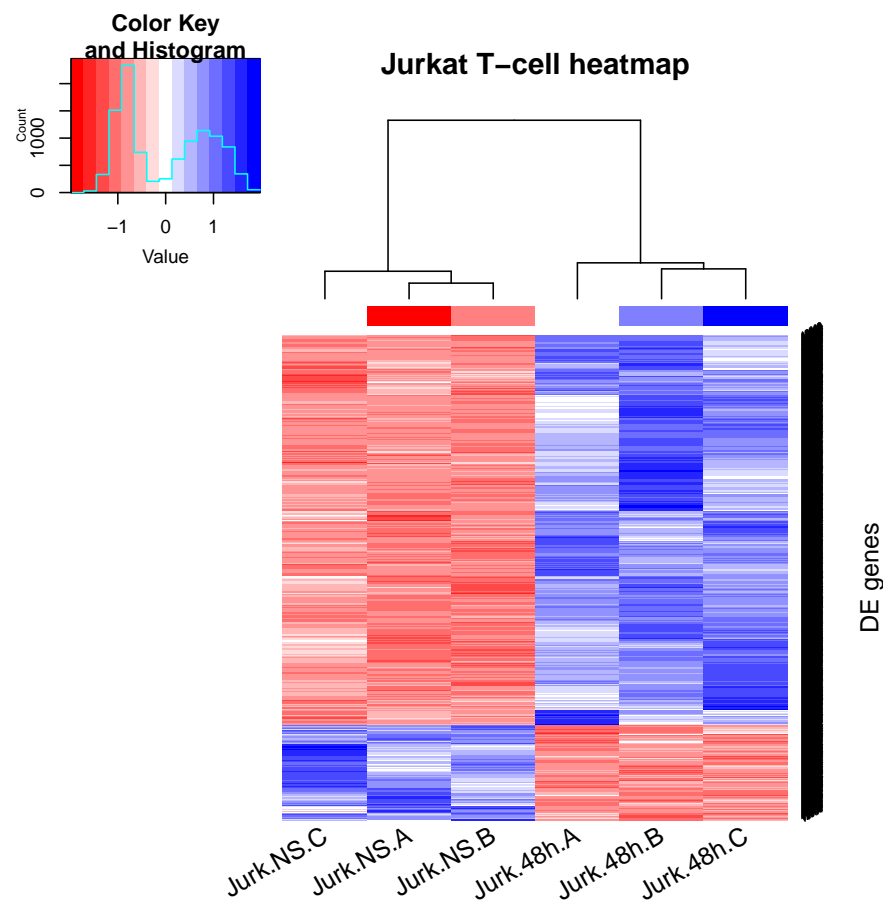 Color Key
and Histogram
Count
0 1000
−1 0 1
Value
Jurkat T−cell heatmap
DE genes
Jurk.NS.C
Jurk.NS.A
Jurk.NS.B
Jurk.48h.A
Jurk.48h.B
Jurk.48h.C